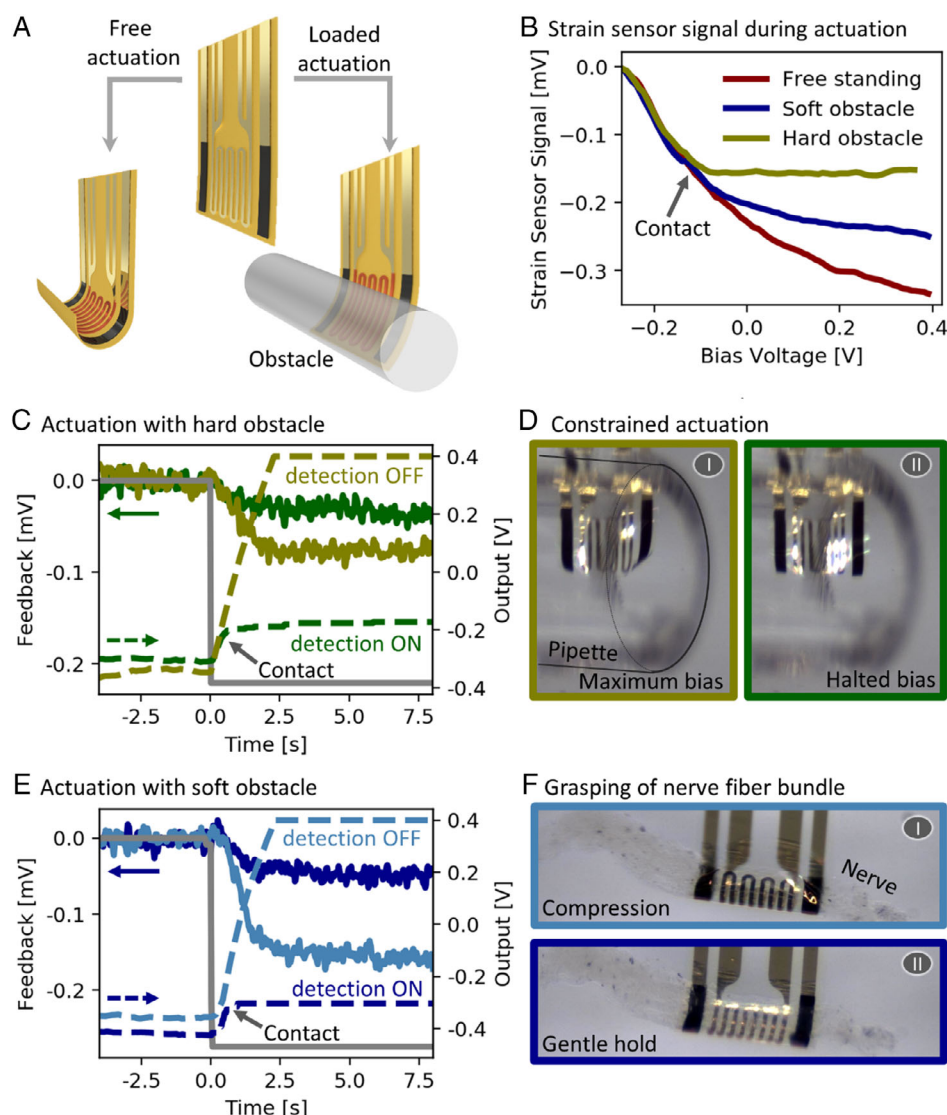 A
Free
actuation
Loaded
actuation
Obstacle
B Strain sensor signal during actuation
Strain Sensor Signal [mV]
0.0
−0.1
−0.2
−0.3
Free standing
Soft obstacle
Hard obstacle
Contact
−0.2 0.0 0.2 0.4
Bias Voltage [V]
C Actuation with hard obstacle
Feedback [mV]
0.0
-0.1
-0.2
detection OFF
detection ON
Contact
0.4
0.2
0.0
-0.2
-0.4
Output [V]
-2.5 0.0 2.5 5.0 7.5
Time [s]
D Constrained actuation
I
Pipette
Maximum bias
II
Halted bias
E Actuation with soft obstacle
Feedback [mV]
0.0
-0.1
-0.2
detection OFF
detection ON
Contact
0.4
0.2
0.0
-0.2
-0.4
Output [V]
-2.5 0.0 2.5 5.0 7.5
Time [s]
F Grasping of nerve fiber bundle
I
Nerve
Compression
II
Gentle hold